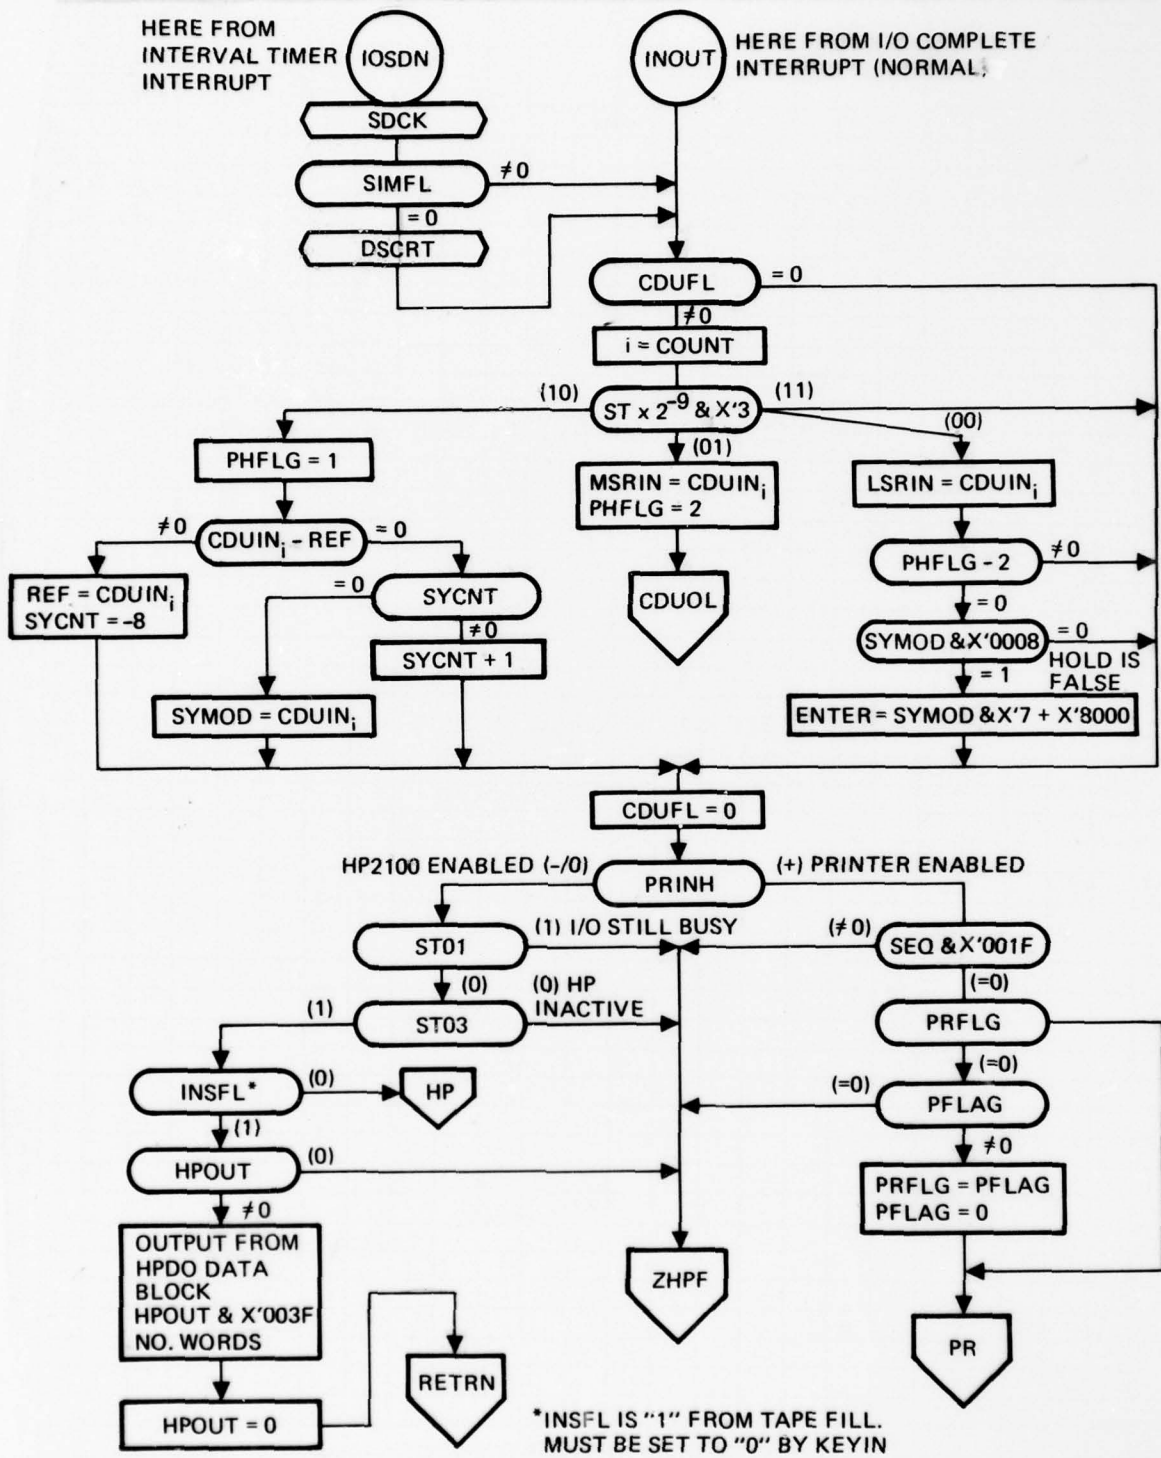 HERE FROM
INTERVAL TIMER
INTERRUPT
IOSDN
INOUT
HERE FROM I/O COMPLETE
INTERRUPT (NORMAL,
SDCK
SIMFL
≠0
= 0
DSCRT
CDUFL
= 0
≠0
i = COUNT
(10)
ST x 2⁻⁹ & X'3
(11)
(00)
(01)
PHFLG = 1
MSRIN = CDUINᵢ
PHFLG = 2
LSRIN = CDUINᵢ
≠0
CDUINᵢ - REF
= 0
CDUOL
PHFLG - 2
≠0
= 0
REF = CDUINᵢ
SYCNT = -8
= 0
SYCNT
≠0
SYCNT + 1
SYMOD & X'0008
= 0
HOLD IS
FALSE
= 1
SYMOD = CDUINᵢ
ENTER = SYMOD & X'7 + X'8000
CDUFL = 0
HP2100 ENABLED (-/0)
PRINH
(+) PRINTER ENABLED
ST01
(1) I/O STILL BUSY
(≠0)
SEQ & X'001F
(0)
(0) HP
INACTIVE
(=0)
(1)
ST03
PRFLG
(=0)
INSFL*
(0)
HP
(=0)
PFLAG
(1)
≠0
HPOUT
(0)
PRFLG = PFLAG
PFLAG = 0
≠0
OUTPUT FROM
HPDO DATA
BLOCK
HPOUT & X'003F
NO. WORDS
ZHPF
PR
RETRN
HPOUT = 0
*INSFL IS "1" FROM TAPE FILL.
MUST BE SET TO "0" BY KEYIN